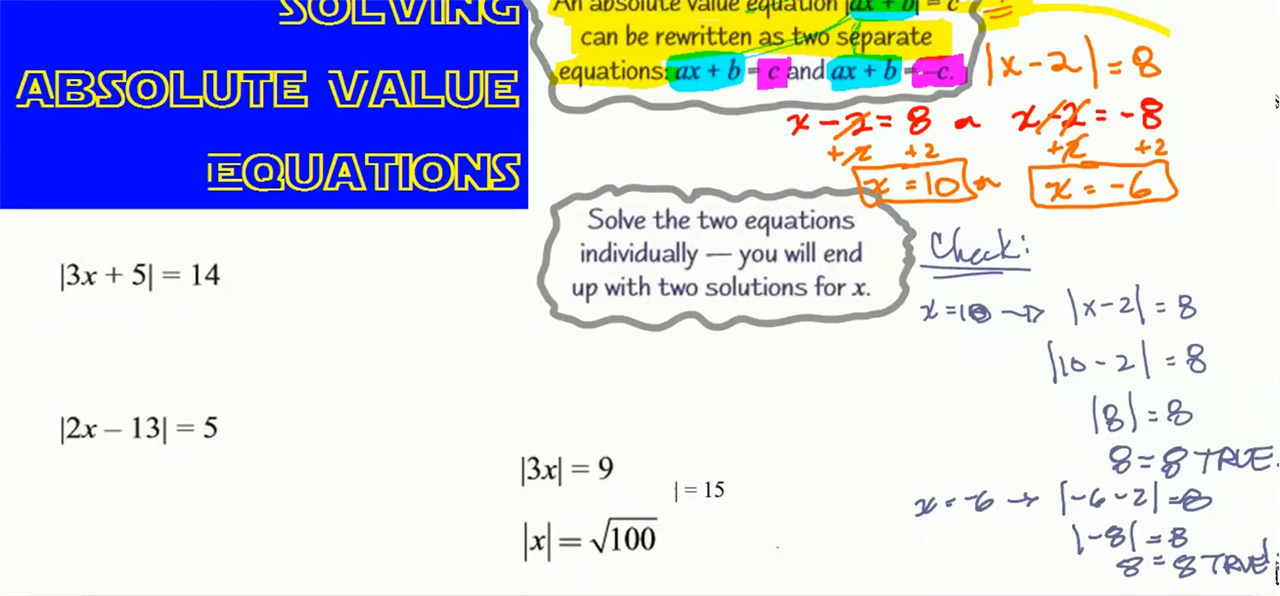 SOLVING
ABSOLUTE VALUE
EQUATIONS
An absolute value equation |ax + b| = c
can be rewritten as two separate
equations: ax + b = c and ax + b = –c.
|x - 2| = 8
x - 2 = 8 or x - 2 = -8
+2 +2 +2 +2
x = 10 or x = -6
Solve the two equations
individually — you will end
up with two solutions for x.
Check:
x = 10 → |x - 2| = 8
|10 - 2| = 8
|8| = 8
8 = 8 TRUE.
x = -6 → |-6 - 2| = 8
|-8| = 8
8 = 8 TRUE!
|3x + 5| = 14
|2x – 13| = 5
|3x| = 9
| = 15
|x| = √100